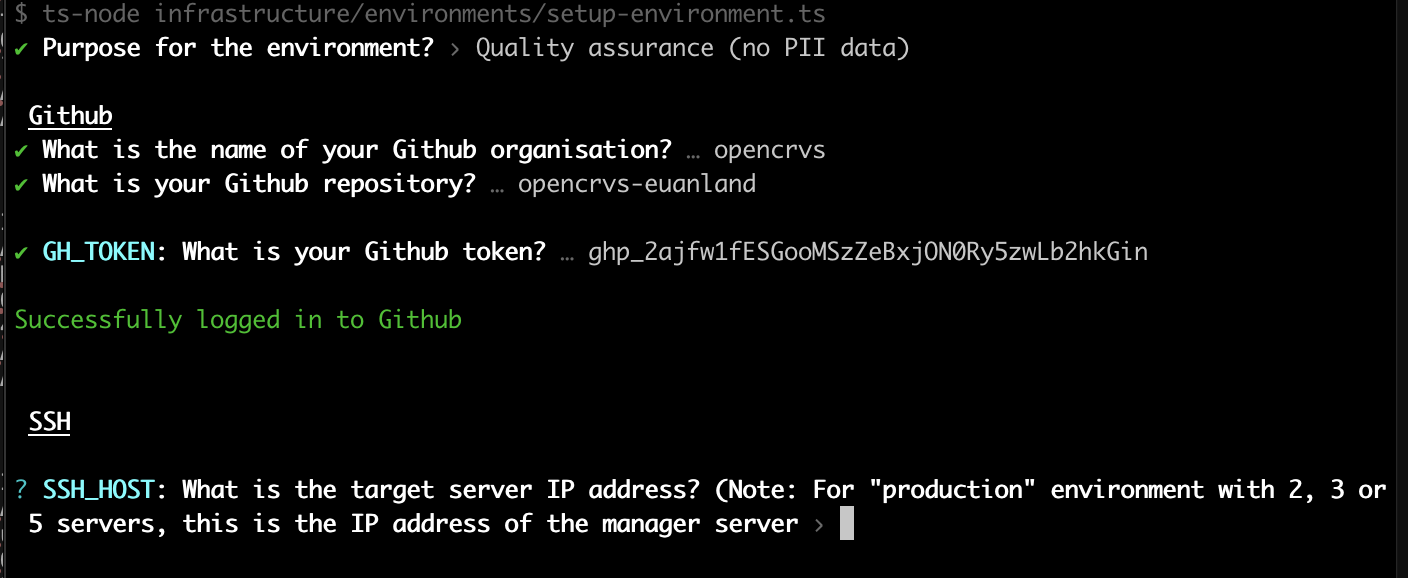 $ ts-node infrastructure/environments/setup-environment.ts
✔ Purpose for the environment? › Quality assurance (no PII data)
Github
✔ What is the name of your Github organisation? … opencrvs
✔ What is your Github repository? … opencrvs-euanland
✔ GH_TOKEN: What is your Github token? … 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
Successfully logged in to Github
SSH
? SSH_HOST: What is the target server IP address? (Note: For "production" environment with 2, 3 or
5 servers, this is the IP address of the manager server ›